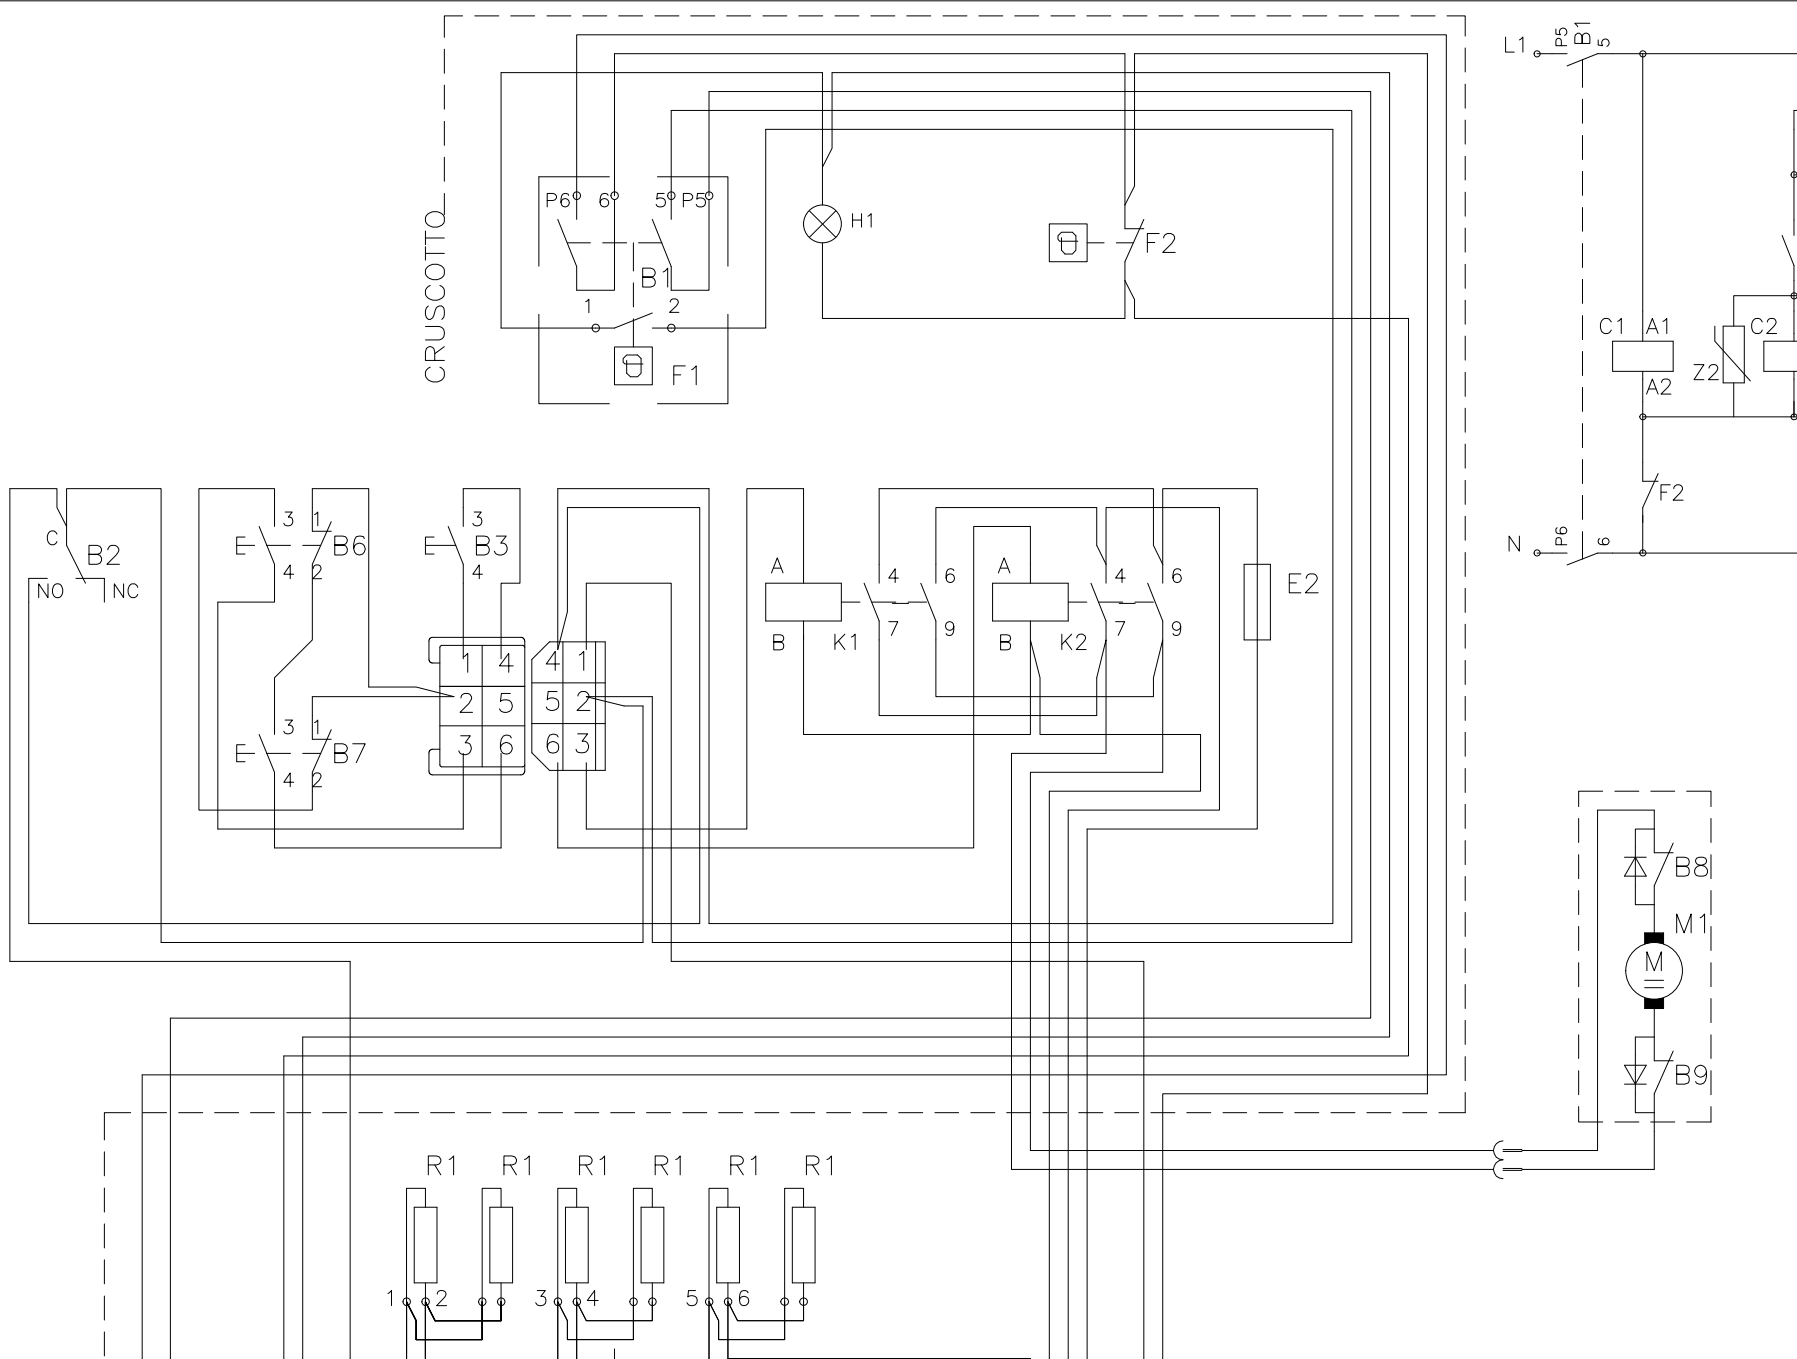 CRUSCOTTO
P6 6 5 P5
B1
1 2
F1
H1
F2
L1 P5 B1 5
C1 A1
A2
Z2
C2
F2
N P6 6
C
B2
NO NC
3 1
E B6
4 2
3
E B3
4
3 1
E B7
4 2
1 4
2 5
3 6
4 1
5 2
6 3
A
B
K1
4 6
7 9
A
B
K2
4 6
7 9
E2
B8
M1
M
B9
R1 R1 R1 R1 R1 R1
1 2 3 4 5 6